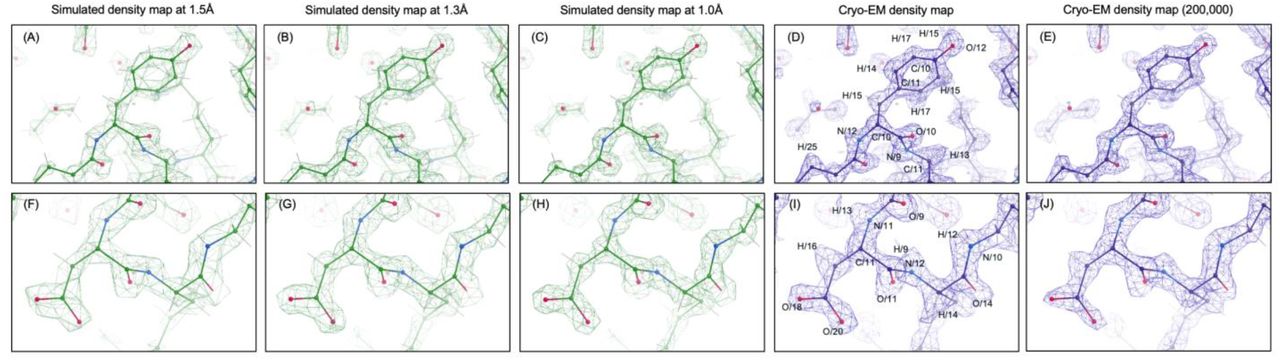 Simulated density map at 1.5Å
Simulated density map at 1.3Å
Simulated density map at 1.0Å
Cryo-EM density map
Cryo-EM density map (200,000)
(A)
(B)
(C)
(D)
H/17
H/15
O/12
H/14
C/10
C/11
H/15
H/15
H/17
N/12
C/10
O/10
H/25
N/9
H/13
C/11
(E)
(F)
(G)
(H)
(I)
H/13
O/9
N/11
H/12
H/16
H/9
N/10
C/11
N/12
O/11
O/18
O/14
H/14
O/20
(J)